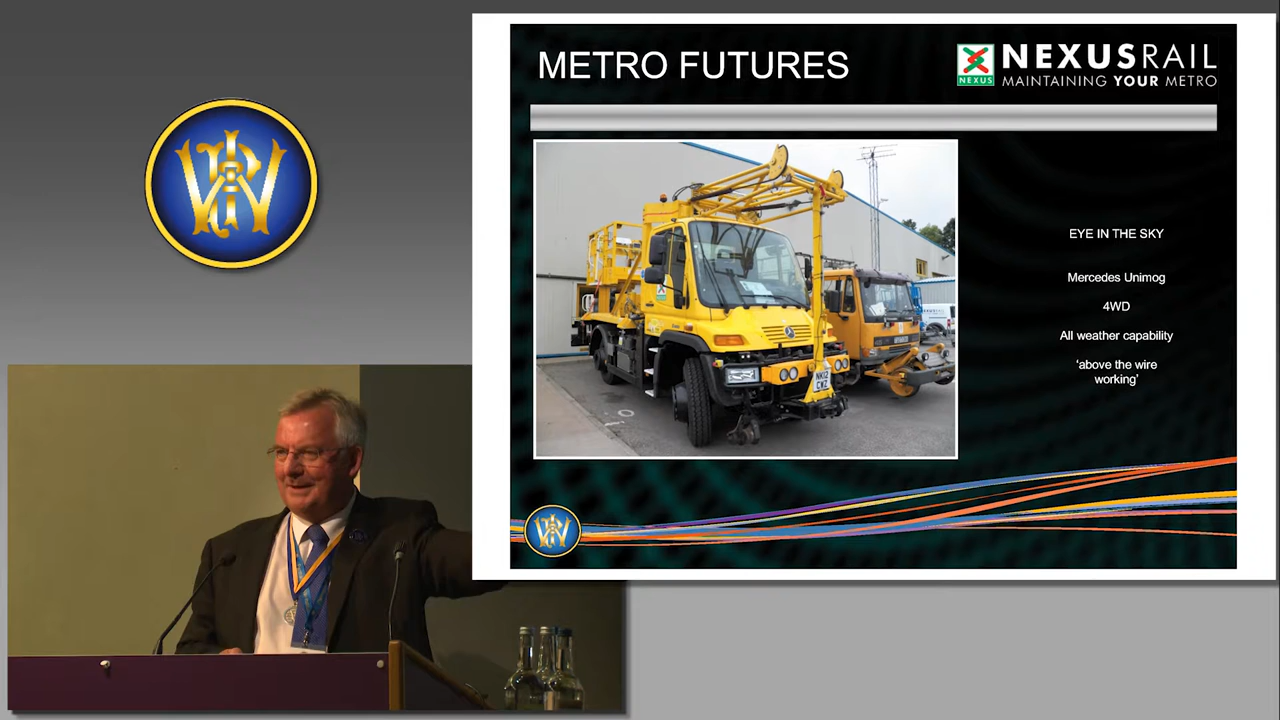 METRO FUTURES
NEXUS
NEXUSRAIL
MAINTAINING YOUR METRO
EYE IN THE SKY
Mercedes Unimog
4WD
All weather capability
‘above the wire
working’
NK12